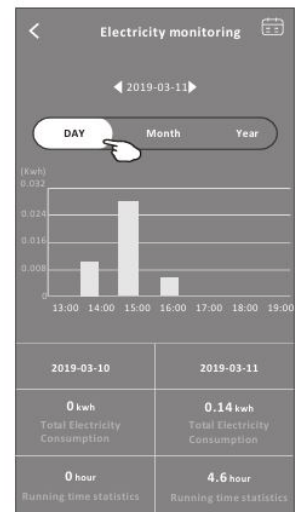 Electricity monitoring
2019-03-11
DAY Month Year
(Kwh)
0.032
0.024
0.016
0.008
0
13:00 14:00 15:00 16:00 17:00 18:00 19:00
2019-03-10 2019-03-11
0 kwh 0.14 kwh
Total Electricity Total Electricity
Consumption Consumption
0 hour 4.6 hour
Running time statistics Running time statistics